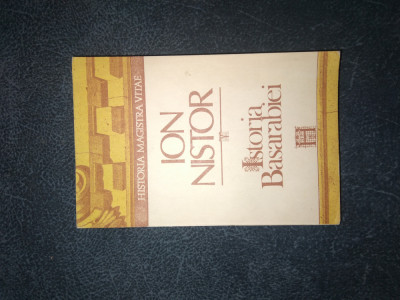 HISTORIA MAGISTRA VITAE
ION
NISTOR
Istoria
Basarabiei